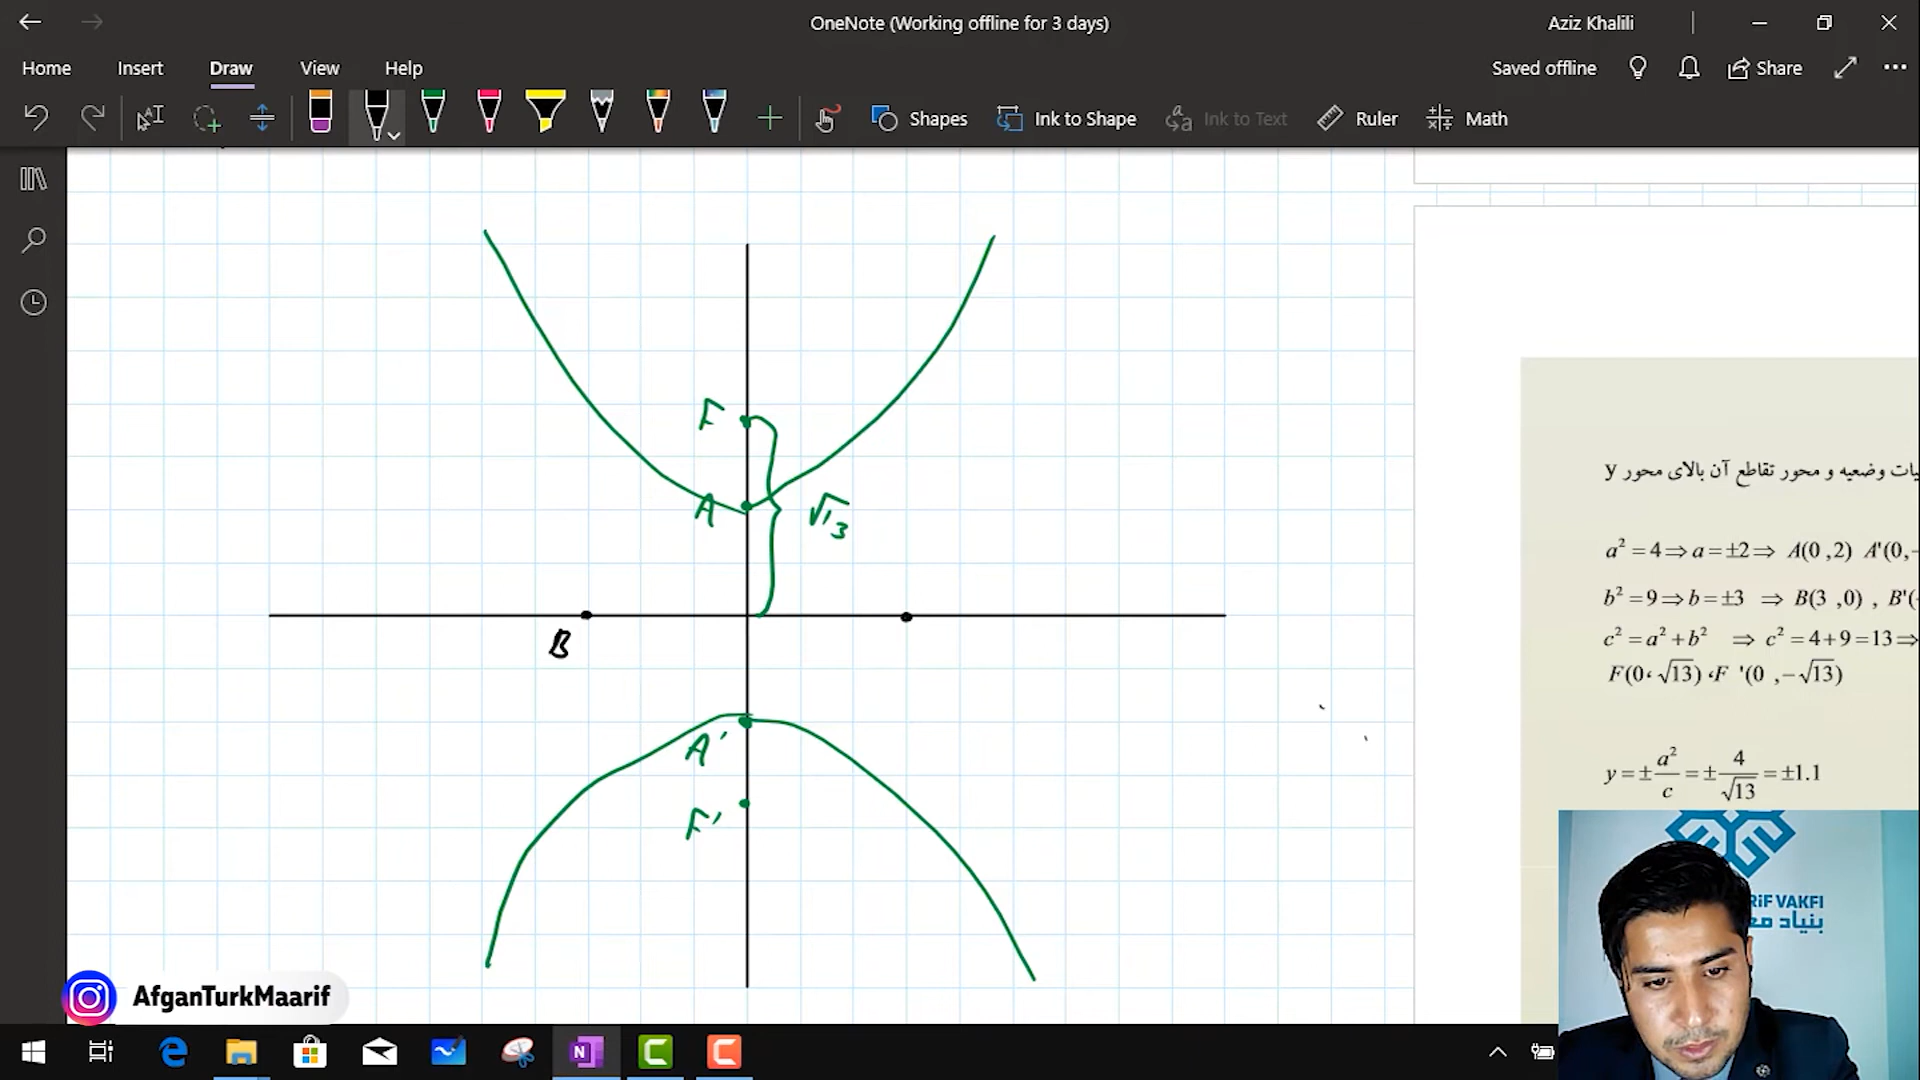 OneNote (Working offline for 3 days)
Aziz Khalili
Home Insert Draw View Help
Saved offline
Share
Shapes
Ink to Shape
Ink to Text
Ruler
Math
F
A
√13
B
A'
F'
وضعیه و محور تقاطع آن بالای محور y
a² = 4 ⇒ a = ±2 ⇒ A(0 ,2) A'(0,-
b² = 9 ⇒ b = ±3 ⇒ B(3 ,0) , B'(-
c² = a² + b² ⇒ c² = 4+9 = 13 ⇒
F(0، √13) ،F '(0 ,−√13)
y = ± a²/c = ± 4/√13 = ±1.1
RİF VAKFI
بنیاد
AfganTurkMaarif